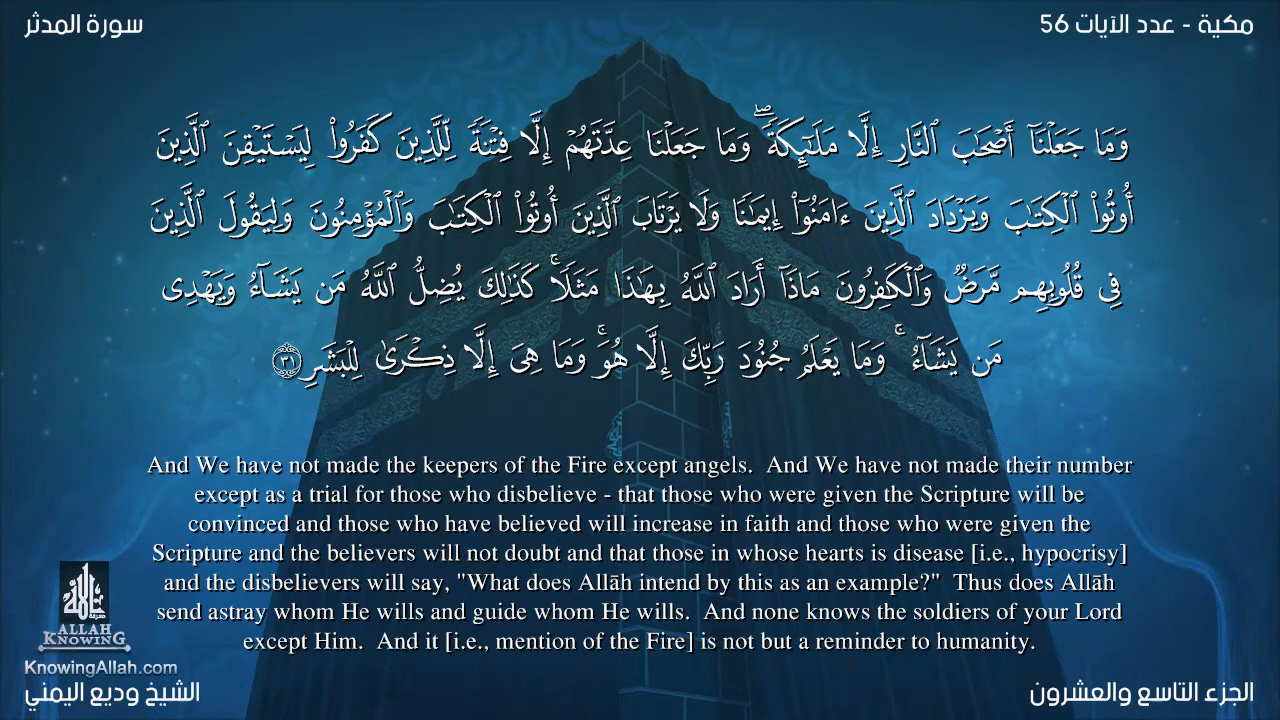 مكية - عدد الآيات 56
سورة المدثر
وَمَا جَعَلْنَآ أَصْحَٰبَ ٱلنَّارِ إِلَّا مَلَٰٓئِكَةً ۙ وَمَا جَعَلْنَا عِدَّتَهُمْ إِلَّا فِتْنَةً لِّلَّذِينَ كَفَرُوا۟ لِيَسْتَيْقِنَ ٱلَّذِينَ
أُوتُوا۟ ٱلْكِتَٰبَ وَيَزْدَادَ ٱلَّذِينَ ءَامَنُوٓا۟ إِيمَٰنًا وَلَا يَرْتَابَ ٱلَّذِينَ أُوتُوا۟ ٱلْكِتَٰبَ وَٱلْمُؤْمِنُونَ وَلِيَقُولَ ٱلَّذِينَ
فِى قُلُوبِهِم مَّرَضٌ وَٱلْكَٰفِرُونَ مَاذَآ أَرَادَ ٱللَّهُ بِهَٰذَا مَثَلًا ۚ كَذَٰلِكَ يُضِلُّ ٱللَّهُ مَن يَشَآءُ وَيَهْدِى
مَن يَشَآءُ ۚ وَمَا يَعْلَمُ جُنُودَ رَبِّكَ إِلَّا هُوَ ۚ وَمَا هِىَ إِلَّا ذِكْرَىٰ لِلْبَشَرِ ٣١
And We have not made the keepers of the Fire except angels.  And We have not made their number
except as a trial for those who disbelieve - that those who were given the Scripture will be
convinced and those who have believed will increase in faith and those who were given the
Scripture and the believers will not doubt and that those in whose hearts is disease [i.e., hypocrisy]
and the disbelievers will say, "What does Allāh intend by this as an example?"  Thus does Allāh
send astray whom He wills and guide whom He wills.  And none knows the soldiers of your Lord
except Him.  And it [i.e., mention of the Fire] is not but a reminder to humanity.
ALLAH
KNOWING
KnowingAllah.com
الجزء التاسع والعشرون
الشيخ وديع اليمني